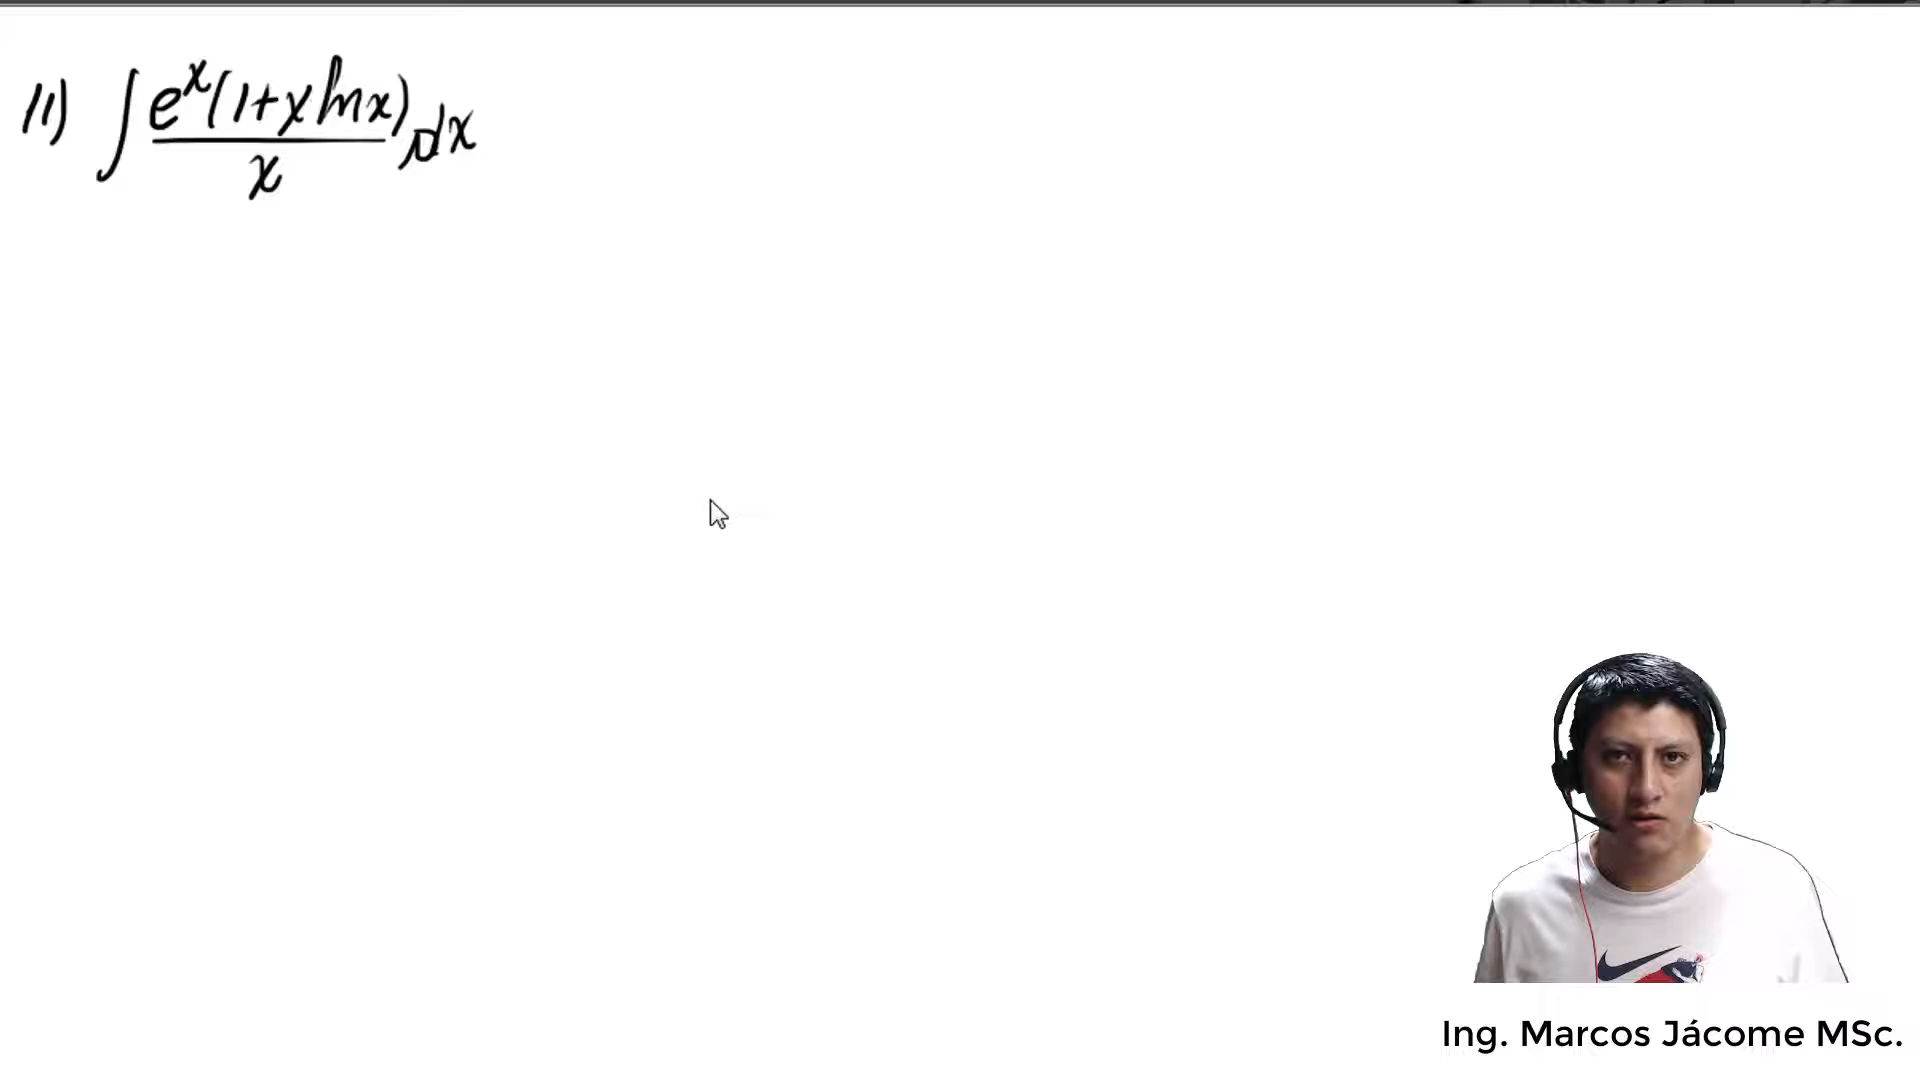 11) ∫ e^x(1+x ln x)/x dx
Ing. Marcos Jácome MSc.